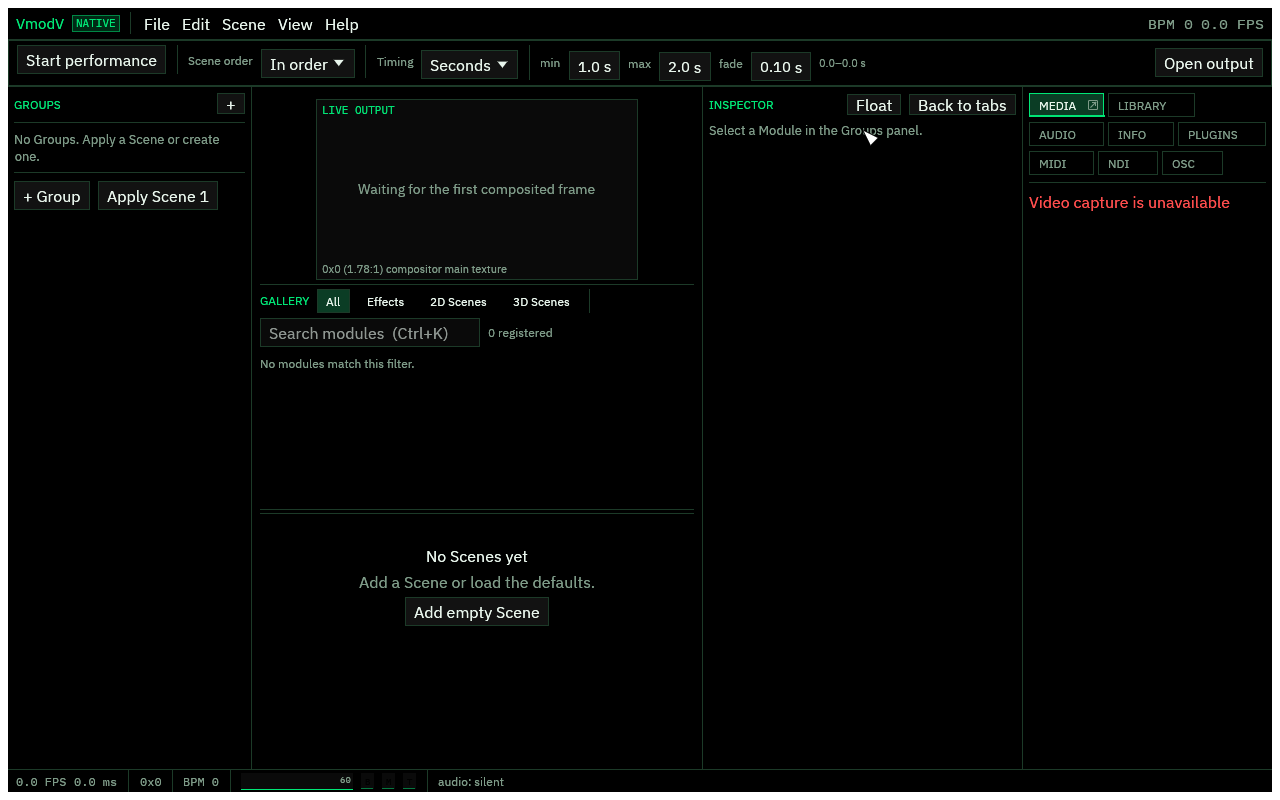 VmodV NATIVE File Edit Scene View Help BPM 0 0.0 FPS
Start performance Scene order In order Timing Seconds min 1.0 s max 2.0 s fade 0.10 s 0.0–0.0 s Open output
GROUPS +
No Groups. Apply a Scene or create
one.
+ Group Apply Scene 1
LIVE OUTPUT
Waiting for the first composited frame
0x0 (1.78:1) compositor main texture
GALLERY All Effects 2D Scenes 3D Scenes
Search modules (Ctrl+K) 0 registered
No modules match this filter.
No Scenes yet
Add a Scene or load the defaults.
Add empty Scene
INSPECTOR Float Back to tabs
Select a Module in the Groups panel.
MEDIA LIBRARY
AUDIO INFO PLUGINS
MIDI NDI OSC
Video capture is unavailable
0.0 FPS 0.0 ms 0x0 BPM 0 60 audio: silent